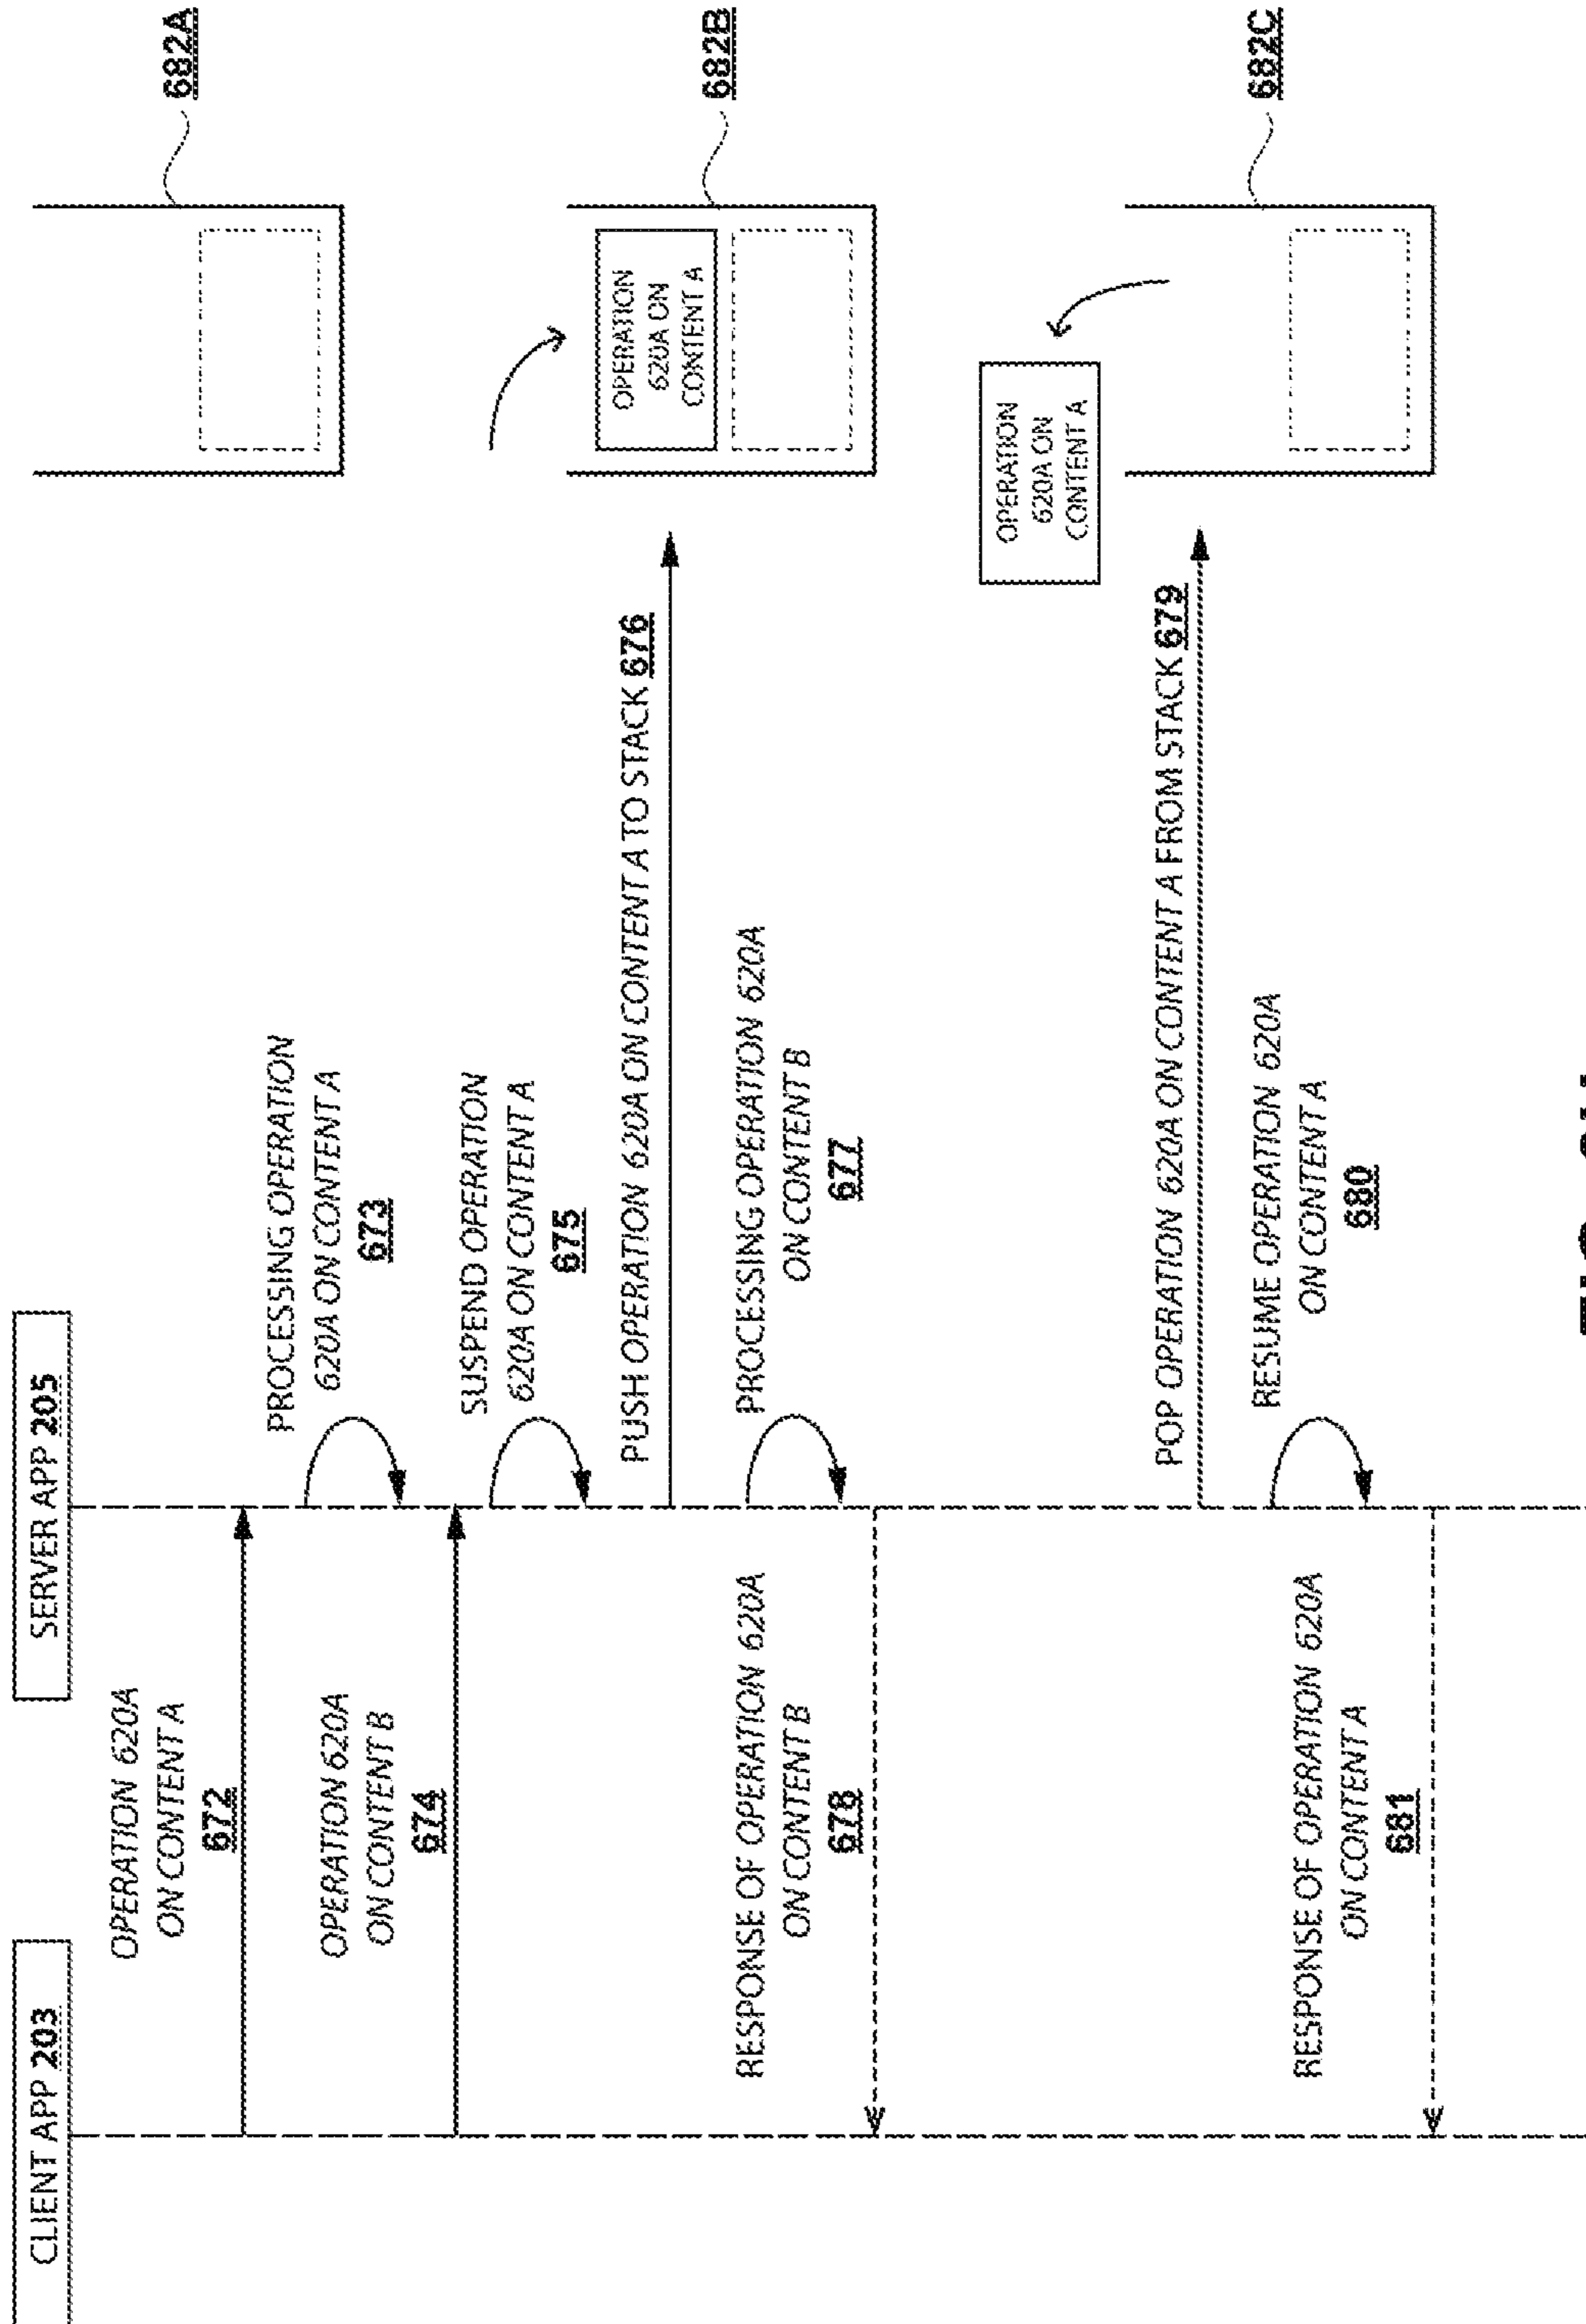 CLIENT APP 203
SERVER APP 205
OPERATION 620A
ON CONTENT A
672
PROCESSING OPERATION
620A ON CONTENT A
673
682A
OPERATION 620A
ON CONTENT B
674
SUSPEND OPERATION
620A ON CONTENT A
675
PUSH OPERATION 620A ON CONTENT A TO STACK 676
OPERATION
620A ON
CONTENT A
682B
PROCESSING OPERATION 620A
ON CONTENT B
677
RESPONSE OF OPERATION 620A
ON CONTENT B
678
OPERATION
620A ON
CONTENT A
POP OPERATION 620A ON CONTENT A FROM STACK 679
682C
RESUME OPERATION 620A
ON CONTENT A
680
RESPONSE OF OPERATION 620A
ON CONTENT A
681